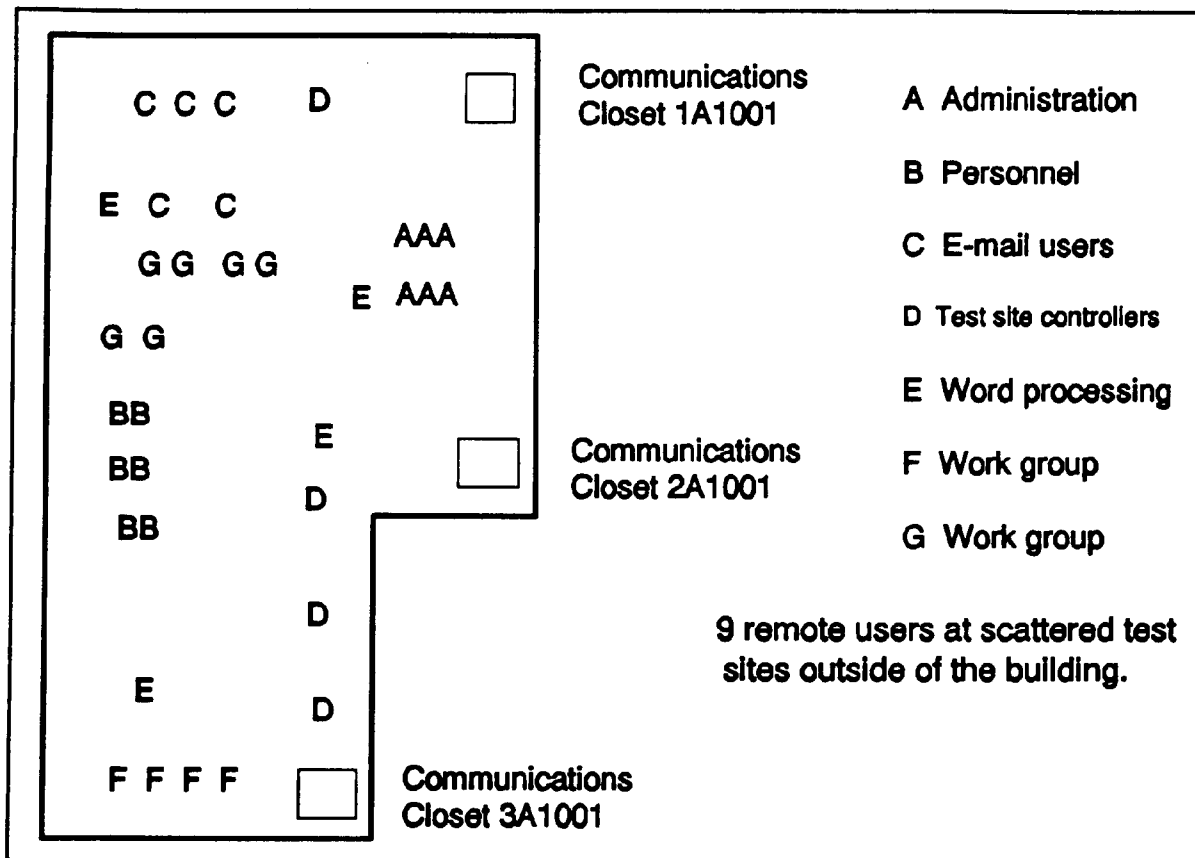 C C C D
E C C
AAA
GG GG
E AAA
G G
BB
E
BB
D
BB
D
E
D
F F F F
Communications
Closet 1A1001
Communications
Closet 2A1001
Communications
Closet 3A1001
A Administration
B Personnel
C E-mail users
D Test site controllers
E Word processing
F Work group
G Work group
9 remote users at scattered test
sites outside of the building.